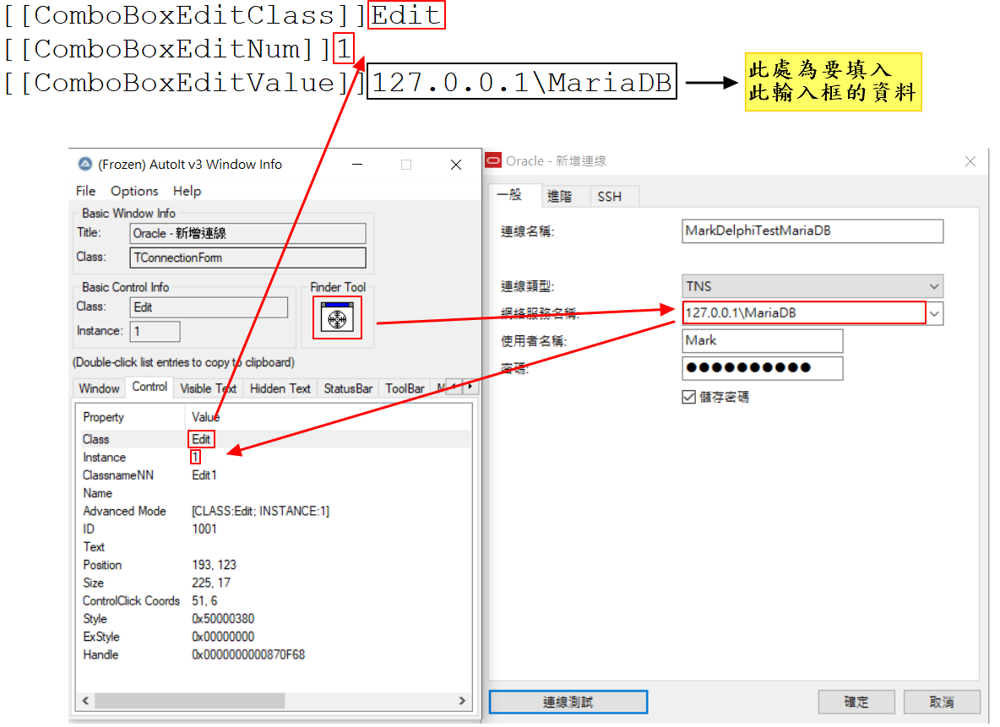 [[ComboBoxEditClass]]Edit
[[ComboBoxEditNum]]1
[[ComboBoxEditValue]]127.0.0.1\MariaDB
此處為要填入
此輸入框的資料
(Frozen) AutoIt v3 Window Info
File Options Help
Basic Window Info
Title: Oracle - 新增連線
Class: TConnectionForm
Basic Control Info
Class: Edit
Instance: 1
Finder Tool
(Double-click list entries to copy to clipboard)
Window Control Visible Text Hidden Text StatusBar ToolBar M
Property Value
Class Edit
Instance 1
ClassnameNN Edit1
Name
Advanced Mode [CLASS:Edit; INSTANCE:1]
ID 1001
Text
Position 193, 123
Size 225, 17
ControlClick Coords 51, 6
Style 0x50000380
ExStyle 0x00000000
Handle 0x0000000000870F68
Oracle - 新增連線
一般 進階 SSH
連線名稱: MarkDelphiTestMariaDB
連線類型: TNS
網絡服務名稱: 127.0.0.1\MariaDB
使用者名稱: Mark
密碼: ●●●●●●●●●●
儲存密碼
連線測試 確定 取消